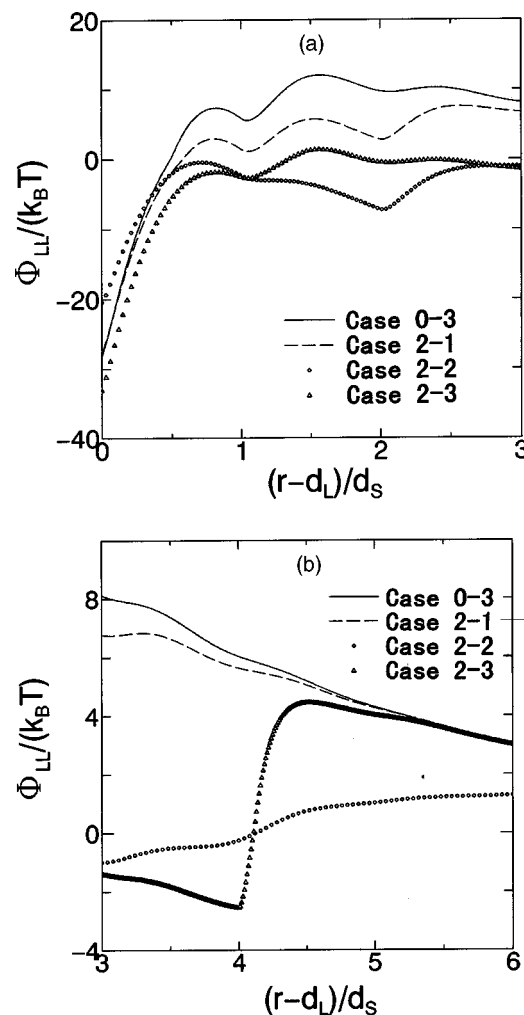 (a)
20
0
-20
-40
Φ_LL/(k_BT)
Case 0-3
Case 2-1
Case 2-2
Case 2-3
0
1
2
3
(r-d_L)/d_S
(b)
8
4
0
-4
Φ_LL/(k_BT)
Case 0-3
Case 2-1
Case 2-2
Case 2-3
3
4
5
6
(r-d_L)/d_S